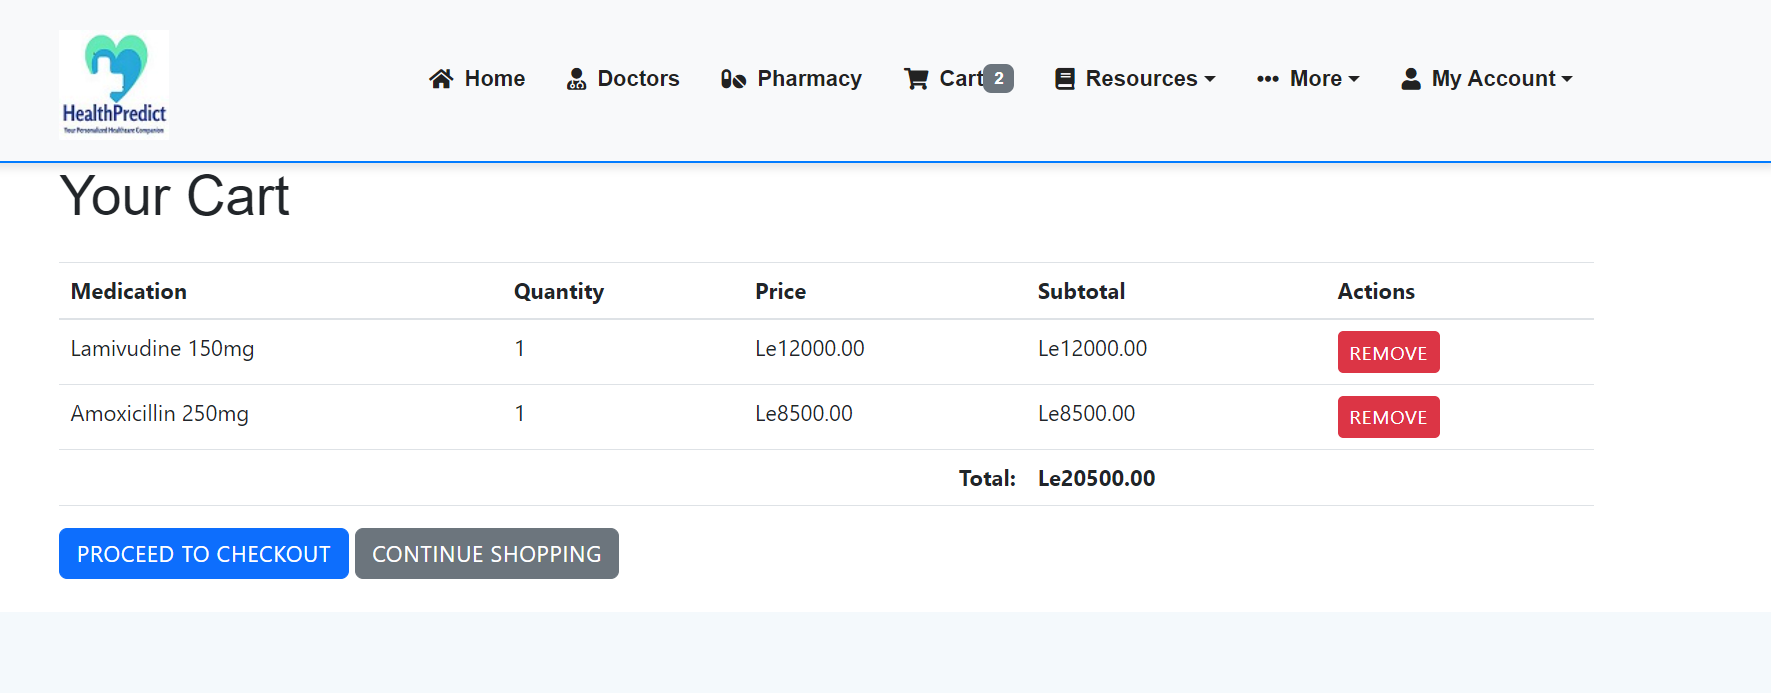 HealthPredict
Your Personalized Healthcare Companion
Home Doctors Pharmacy Cart 2 Resources More My Account
Your Cart
Medication Quantity Price Subtotal Actions
Lamivudine 150mg 1 Le12000.00 Le12000.00 REMOVE
Amoxicillin 250mg 1 Le8500.00 Le8500.00 REMOVE
Total: Le20500.00
PROCEED TO CHECKOUT CONTINUE SHOPPING